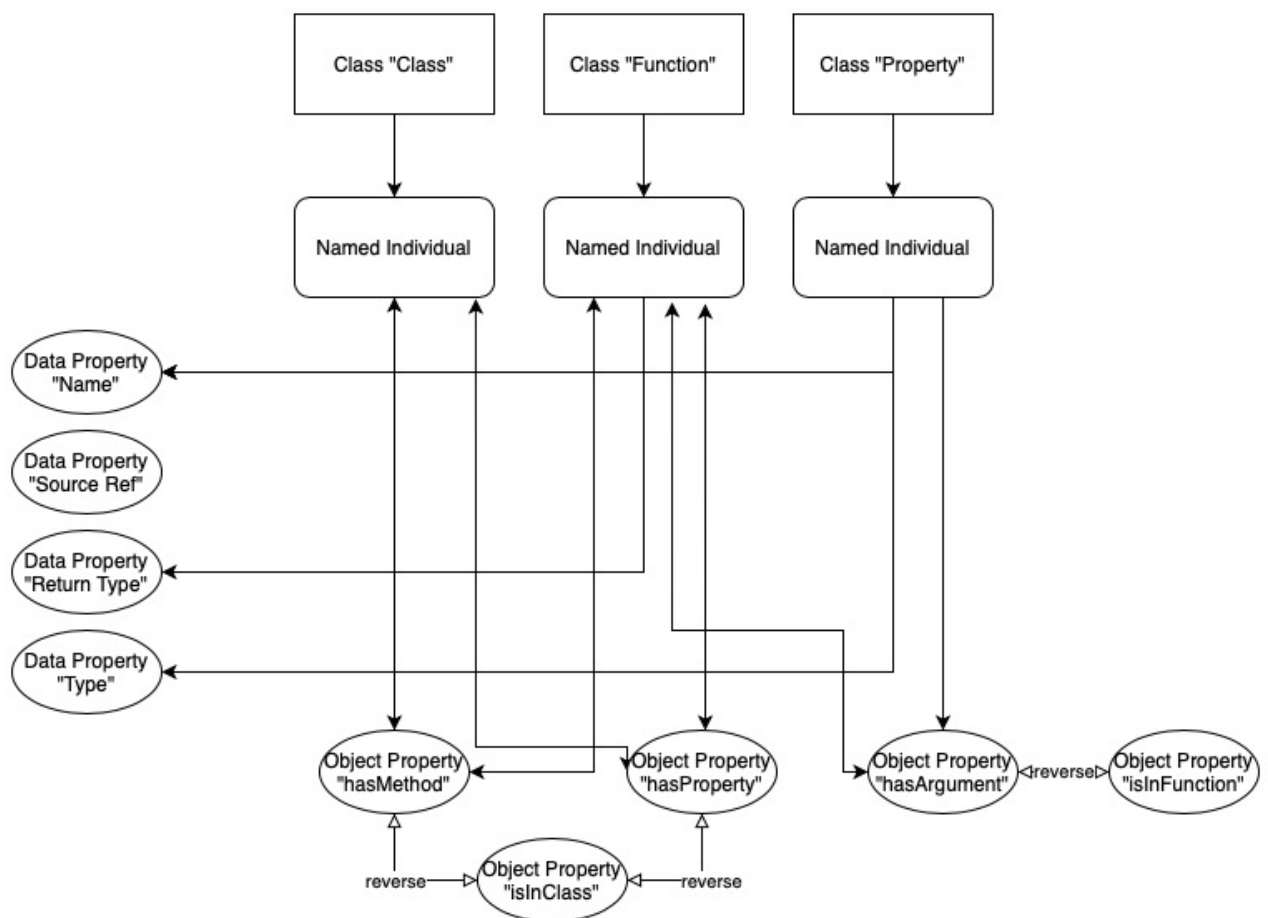 Class "Class"
Class "Function"
Class "Property"
Named Individual
Named Individual
Named Individual
Data Property
"Name"
Data Property
"Source Ref"
Data Property
"Return Type"
Data Property
"Type"
Object Property
"hasMethod"
Object Property
"hasProperty"
Object Property
"hasArgument"
reverse
Object Property
"isInFunction"
reverse
Object Property
"isInClass"
reverse